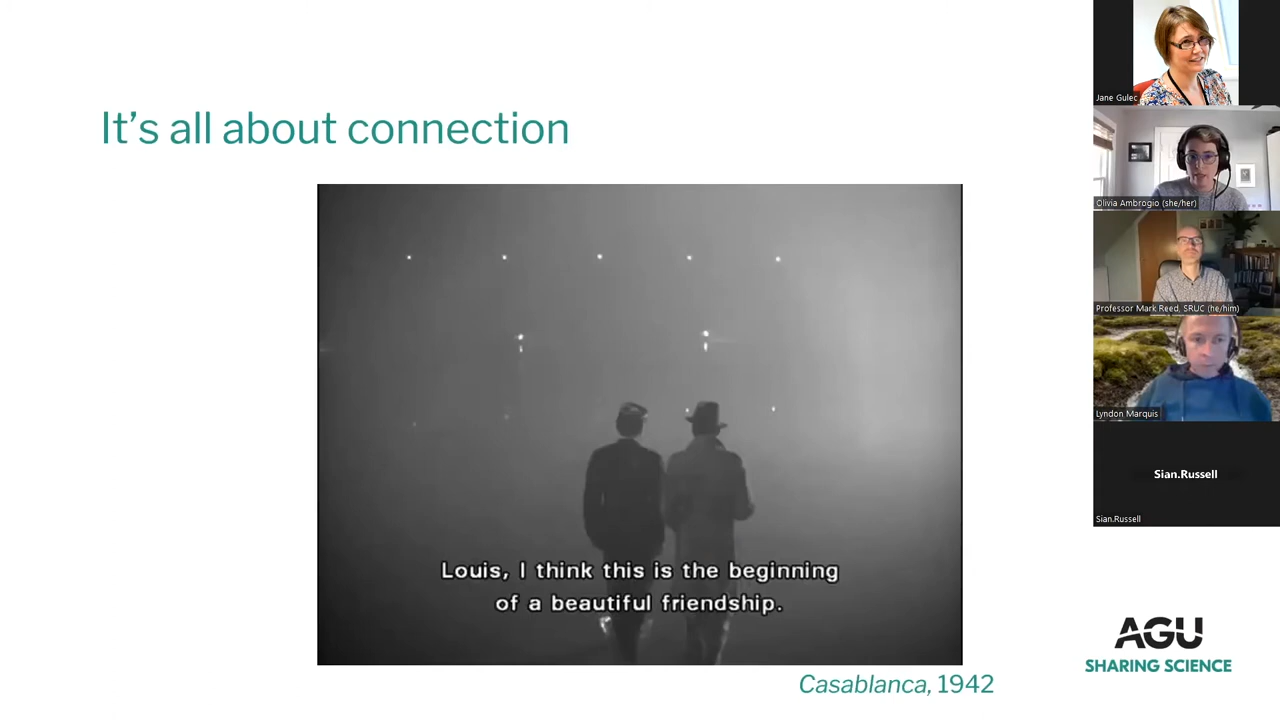 It's all about connection
Louis, I think this is the beginning
of a beautiful friendship.
Casablanca, 1942
Jane Gulec
Olivia Ambrogio (she/her)
Professor Mark Reed, SRUC (he/him)
Lyndon Marquis
Sian.Russell
Sian.Russell
AGU
SHARING SCIENCE